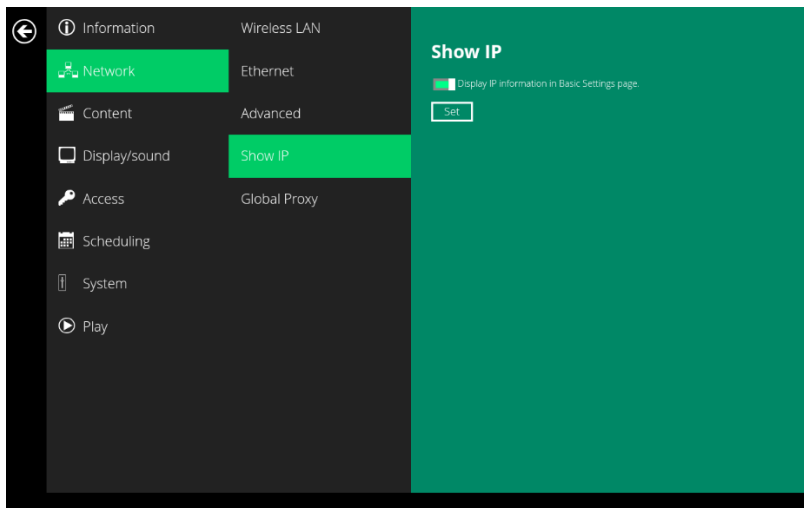 Information
Network
Content
Display/sound
Access
Scheduling
System
Play
Wireless LAN
Ethernet
Advanced
Show IP
Global Proxy
Show IP
Display IP information in Basic Settings page.
Set